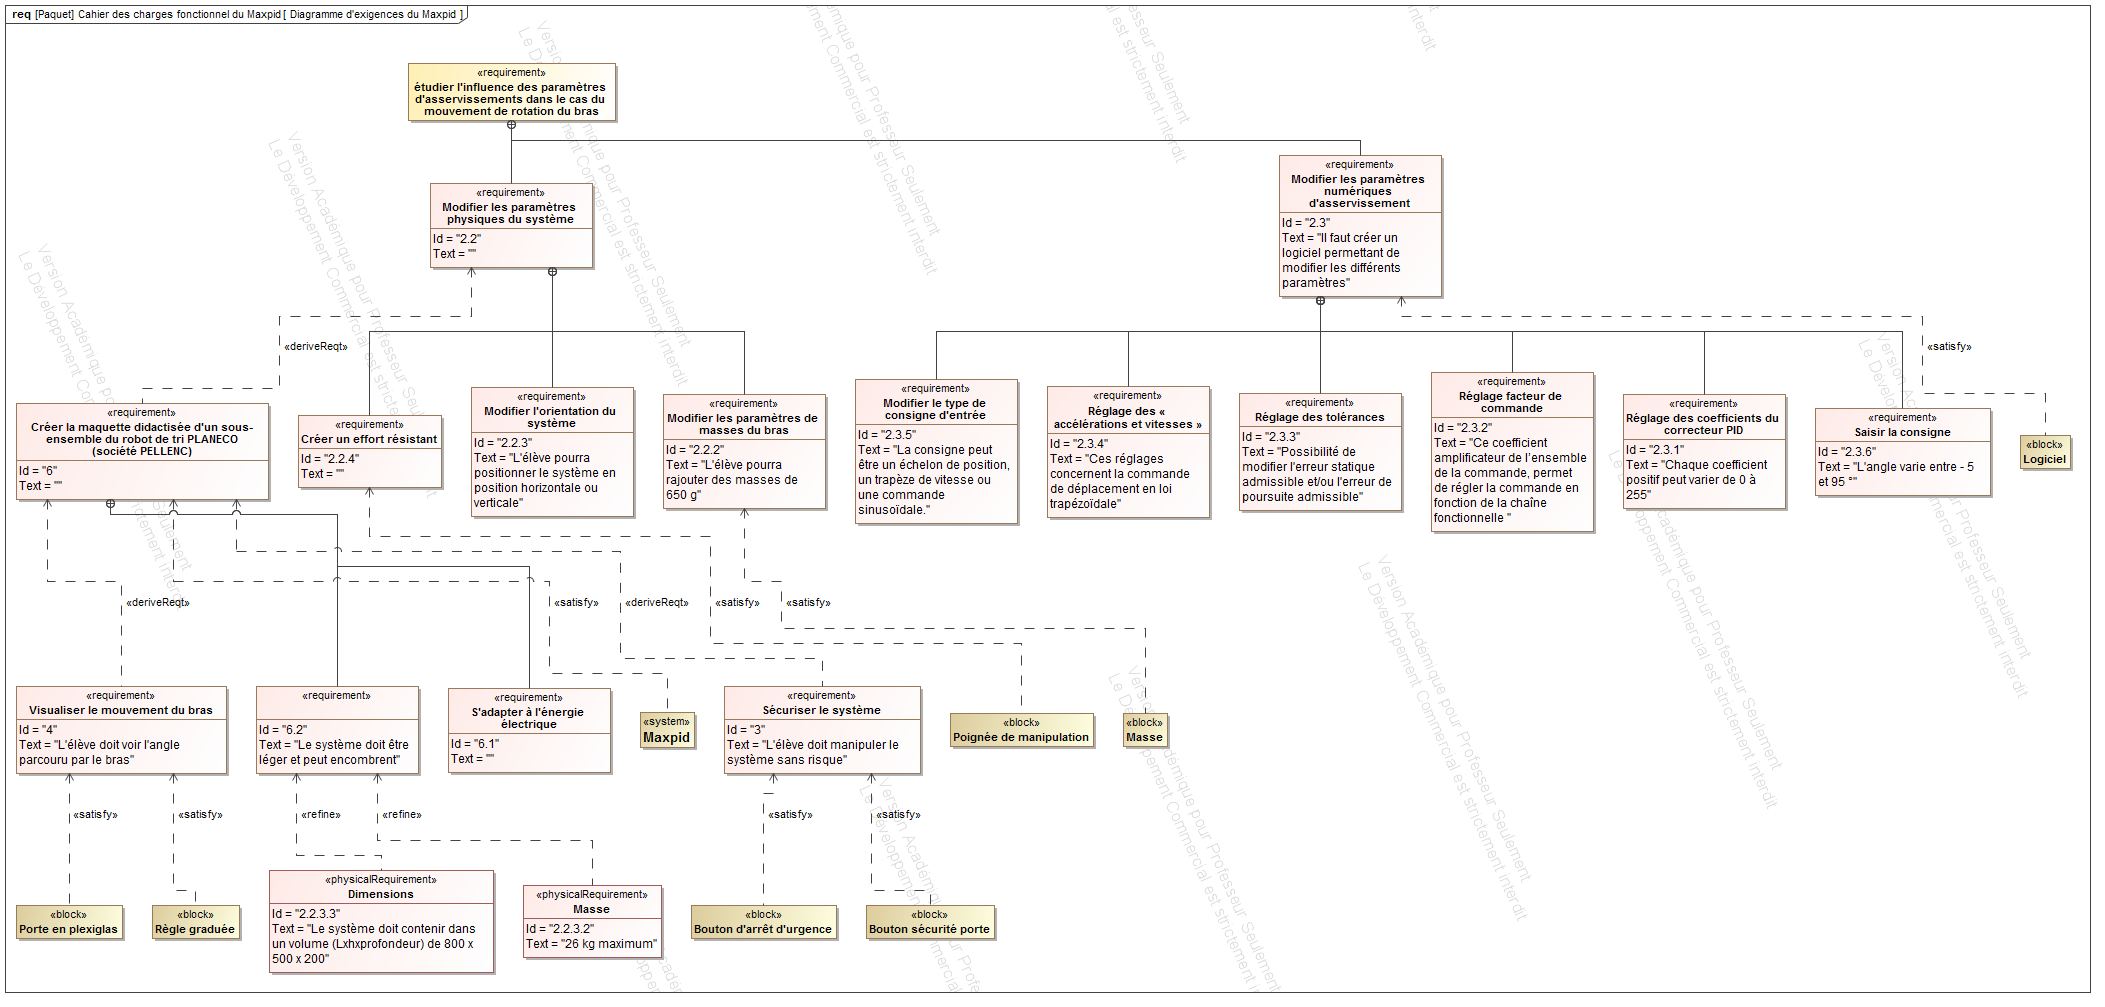 req [Paquet] Cahier des charges fonctionnel du Maxpid [ Diagramme d'exigences du Maxpid ]
«requirement»
étudier l'influence des paramètres
d'asservissements dans le cas du
mouvement de rotation du bras
«requirement»
Modifier les paramètres
physiques du système
Id = "2.2"
Text = ""
«requirement»
Modifier les paramètres
numériques
d'asservissement
Id = "2.3"
Text = "Il faut créer un
logiciel permettant de
modifier les différents
paramètres"
«deriveReqt»
«satisfy»
«requirement»
Créer la maquette didactisée d'un sous-
ensemble du robot de tri PLANECO
(société PELLENC)
Id = "6"
Text = ""
«requirement»
Créer un effort résistant
Id = "2.2.4"
Text = ""
«requirement»
Modifier l'orientation du
système
Id = "2.2.3"
Text = "L'élève pourra
positionner le système en
position horizontale ou
verticale"
«requirement»
Modifier les paramètres de
masses du bras
Id = "2.2.2"
Text = "L'élève pourra
rajouter des masses de
650 g"
«requirement»
Modifier le type de
consigne d'entrée
Id = "2.3.5"
Text = "La consigne peut
être un échelon de position,
un trapèze de vitesse ou
une commande
sinusoïdale."
«requirement»
Réglage des «
accélérations et vitesses »
Id = "2.3.4"
Text = "Ces réglages
concernent la commande
de déplacement en loi
trapézoïdale"
«requirement»
Réglage des tolérances
Id = "2.3.3"
Text = "Possibilité de
modifier l'erreur statique
admissible et/ou l'erreur de
poursuite admissible"
«requirement»
Réglage facteur de
commande
Id = "2.3.2"
Text = "Ce coefficient
amplificateur de l'ensemble
de la commande, permet
de régler la commande en
fonction de la chaîne
fonctionnelle "
«requirement»
Réglage des coefficients du
correcteur PID
Id = "2.3.1"
Text = "Chaque coefficient
positif peut varier de 0 à
255"
«requirement»
Saisir la consigne
Id = "2.3.6"
Text = "L'angle varie entre - 5
et 95 °"
«block»
Logiciel
«deriveReqt»
«satisfy»
«deriveReqt»
«satisfy»
«satisfy»
«requirement»
Visualiser le mouvement du bras
Id = "4"
Text = "L'élève doit voir l'angle
parcouru par le bras"
«requirement»
Id = "6.2"
Text = "Le système doit être
léger et peut encombrent"
«requirement»
S'adapter à l'énergie
électrique
Id = "6.1"
Text = ""
«system»
Maxpid
«requirement»
Sécuriser le système
Id = "3"
Text = "L'élève doit manipuler le
système sans risque"
«block»
Poignée de manipulation
«block»
Masse
«satisfy»
«satisfy»
«refine»
«refine»
«satisfy»
«satisfy»
«block»
Porte en plexiglas
«block»
Règle graduée
«physicalRequirement»
Dimensions
Id = "2.2.3.3"
Text = "Le système doit contenir dans
un volume (Lxhxprofondeur) de 800 x
500 x 200"
«physicalRequirement»
Masse
Id = "2.2.3.2"
Text = "26 kg maximum"
«block»
Bouton d'arrêt d'urgence
«block»
Bouton sécurité porte
Version Académique pour Professeur Seulement
Le Développement Commercial est strictement interdit